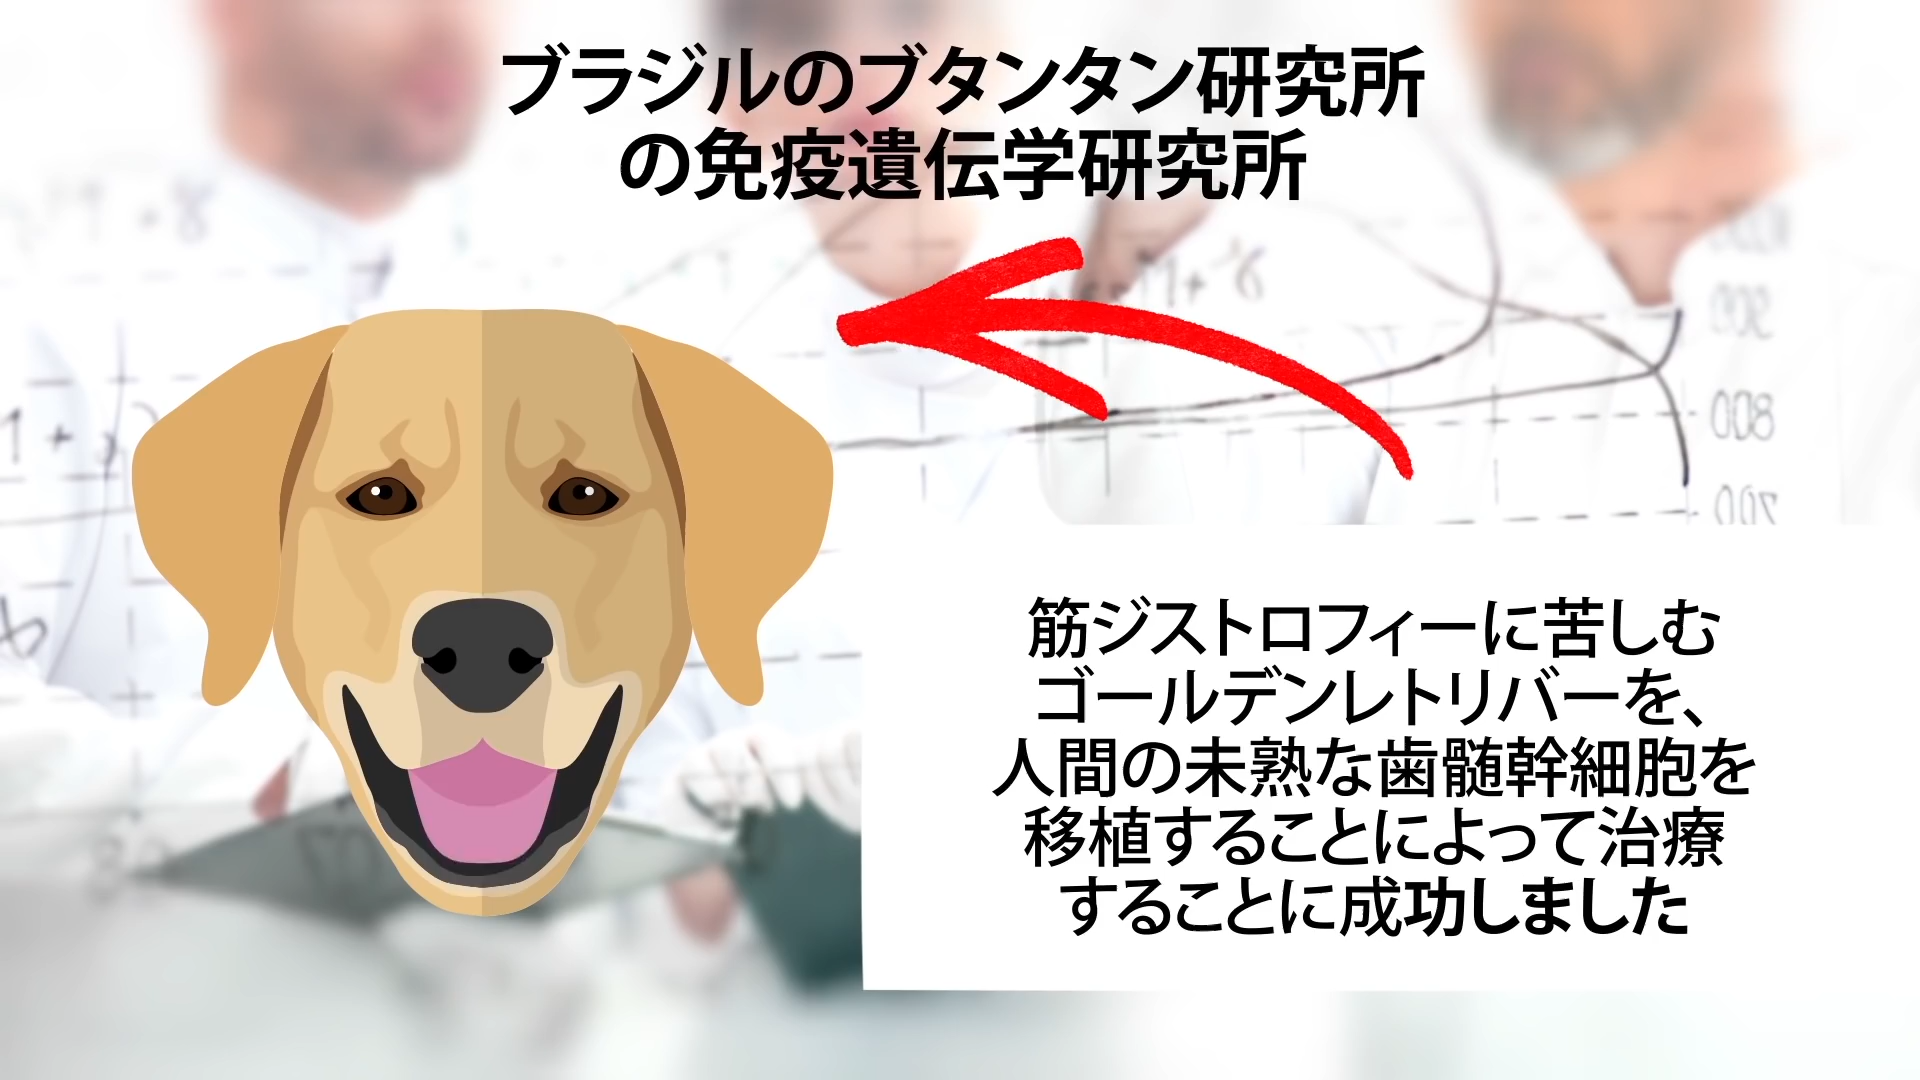 ブラジルのブタンタン研究所
の免疫遺伝学研究所
筋ジストロフィーに苦しむ
ゴールデンレトリバーを、
人間の未熟な歯髄幹細胞を
移植することによって治療
することに成功しました